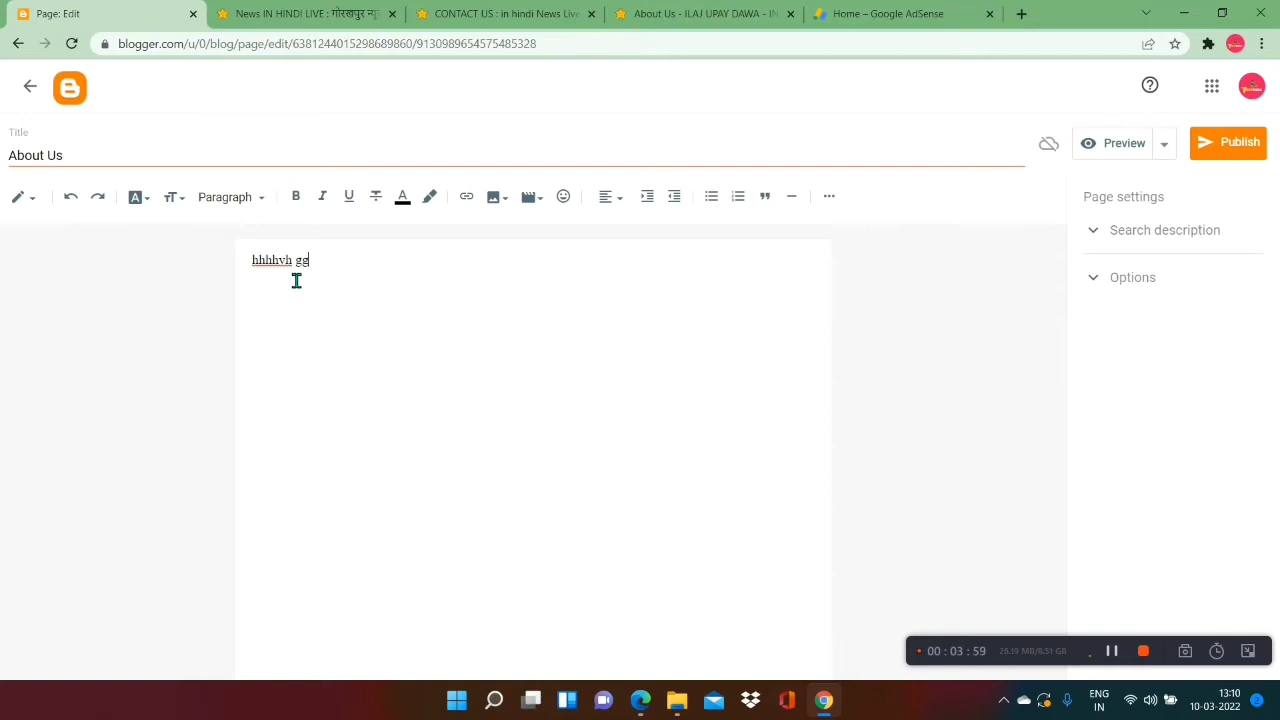 Page: Edit
News IN HINDI LIVE: गोरखपुर -
CONTACT US : in hindi News Live
About Us - ILAJ UPAY DAWA - IN
Home – Google AdSense
blogger.com/u/0/blog/page/edit/6381244015298689860/9130989654575485328
Title
About Us
Preview
Publish
Paragraph
Page settings
hhhhvh gg
Search description
Options
00 : 03 : 59
ENG
IN
13:10
10-03-2022
2